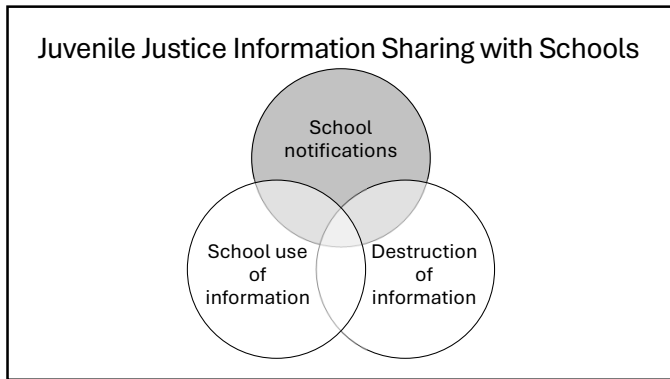 Juvenile Justice Information Sharing with Schools
School
notifications
School use
of
information
Destruction
of
information